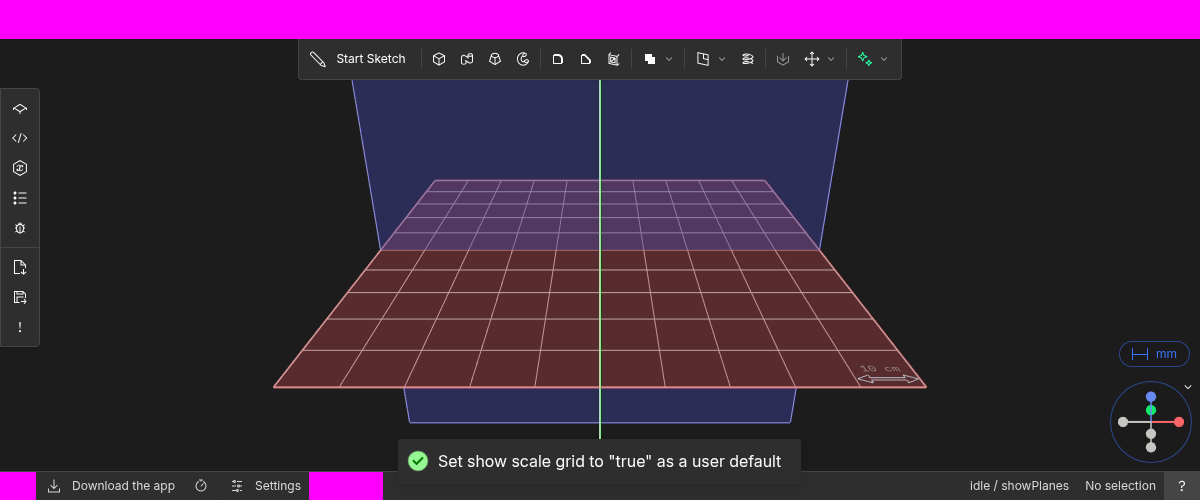 Start Sketch
10 cm
mm
Set show scale grid to "true" as a user default
Download the app
Settings
idle / showPlanes
No selection
?